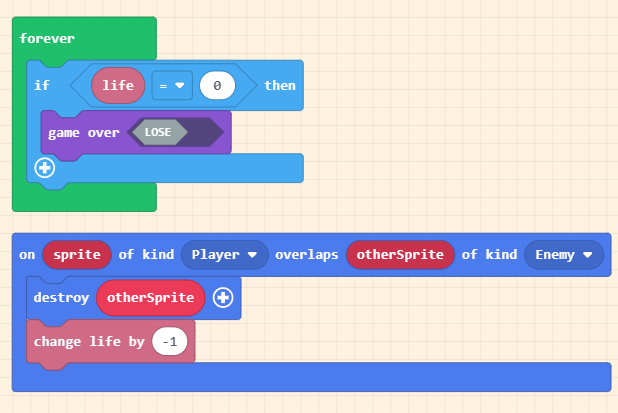 forever
if life = 0 then
game over LOSE
on sprite of kind Player overlaps otherSprite of kind Enemy
destroy otherSprite
change life by -1